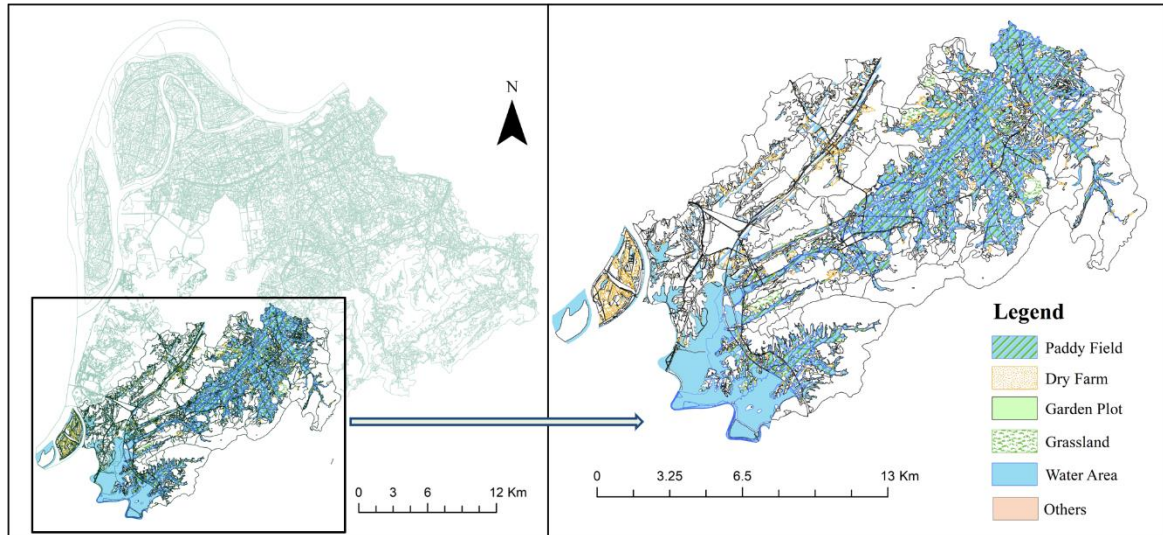 N
0 3 6 12 Km
Legend
Paddy Field
Dry Farm
Garden Plot
Grassland
Water Area
Others
0 3.25 6.5 13 Km